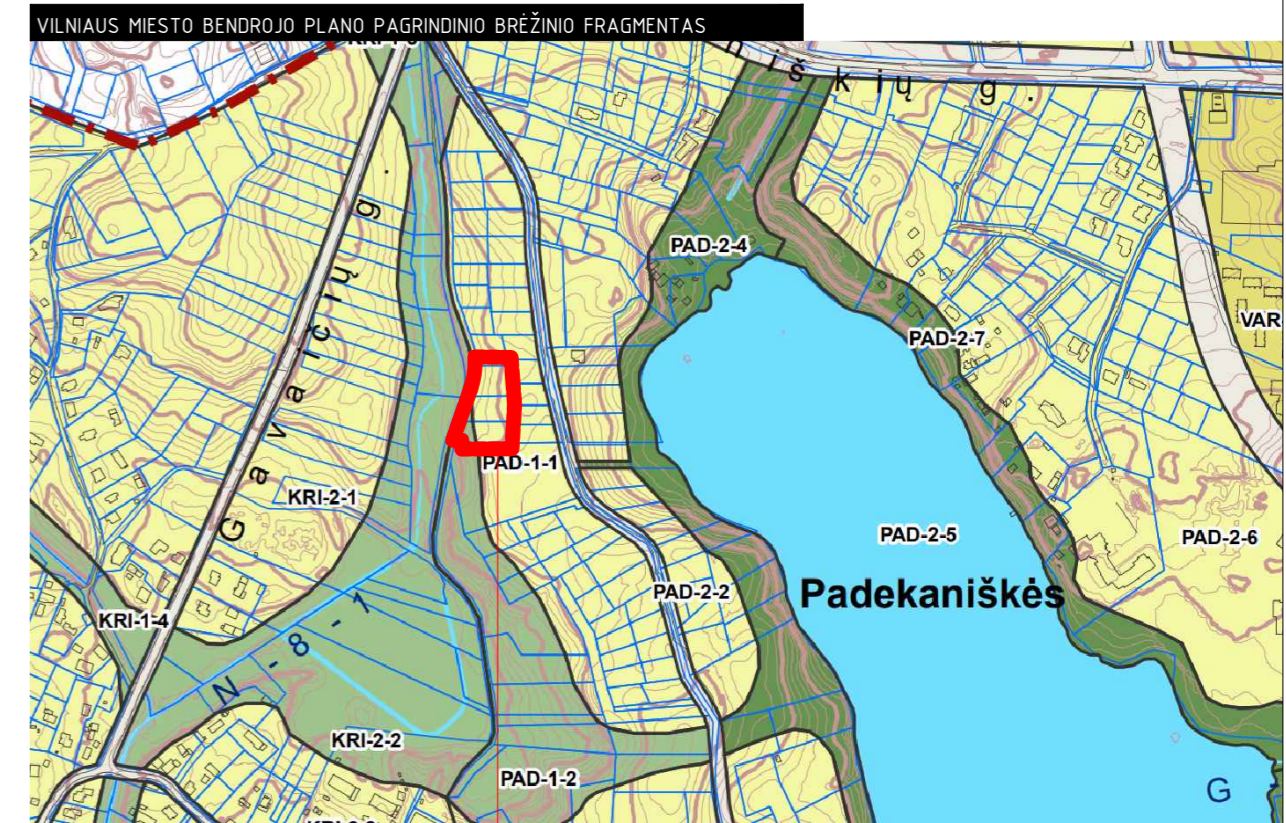 VILNIAUS MIESTO BENDROJO PLANO PAGRINDINIO BRĖŽINIO FRAGMENTAS
g.
PAD-2-4
Gavaičių g.
VAR
PAD-2-7
PAD-1-1
KRI-2-1
PAD-2-5
PAD-2-6
PAD-2-2
Padekaniškės
KRI-1-4
N-8-1
KRI-2-2
PAD-1-2
G